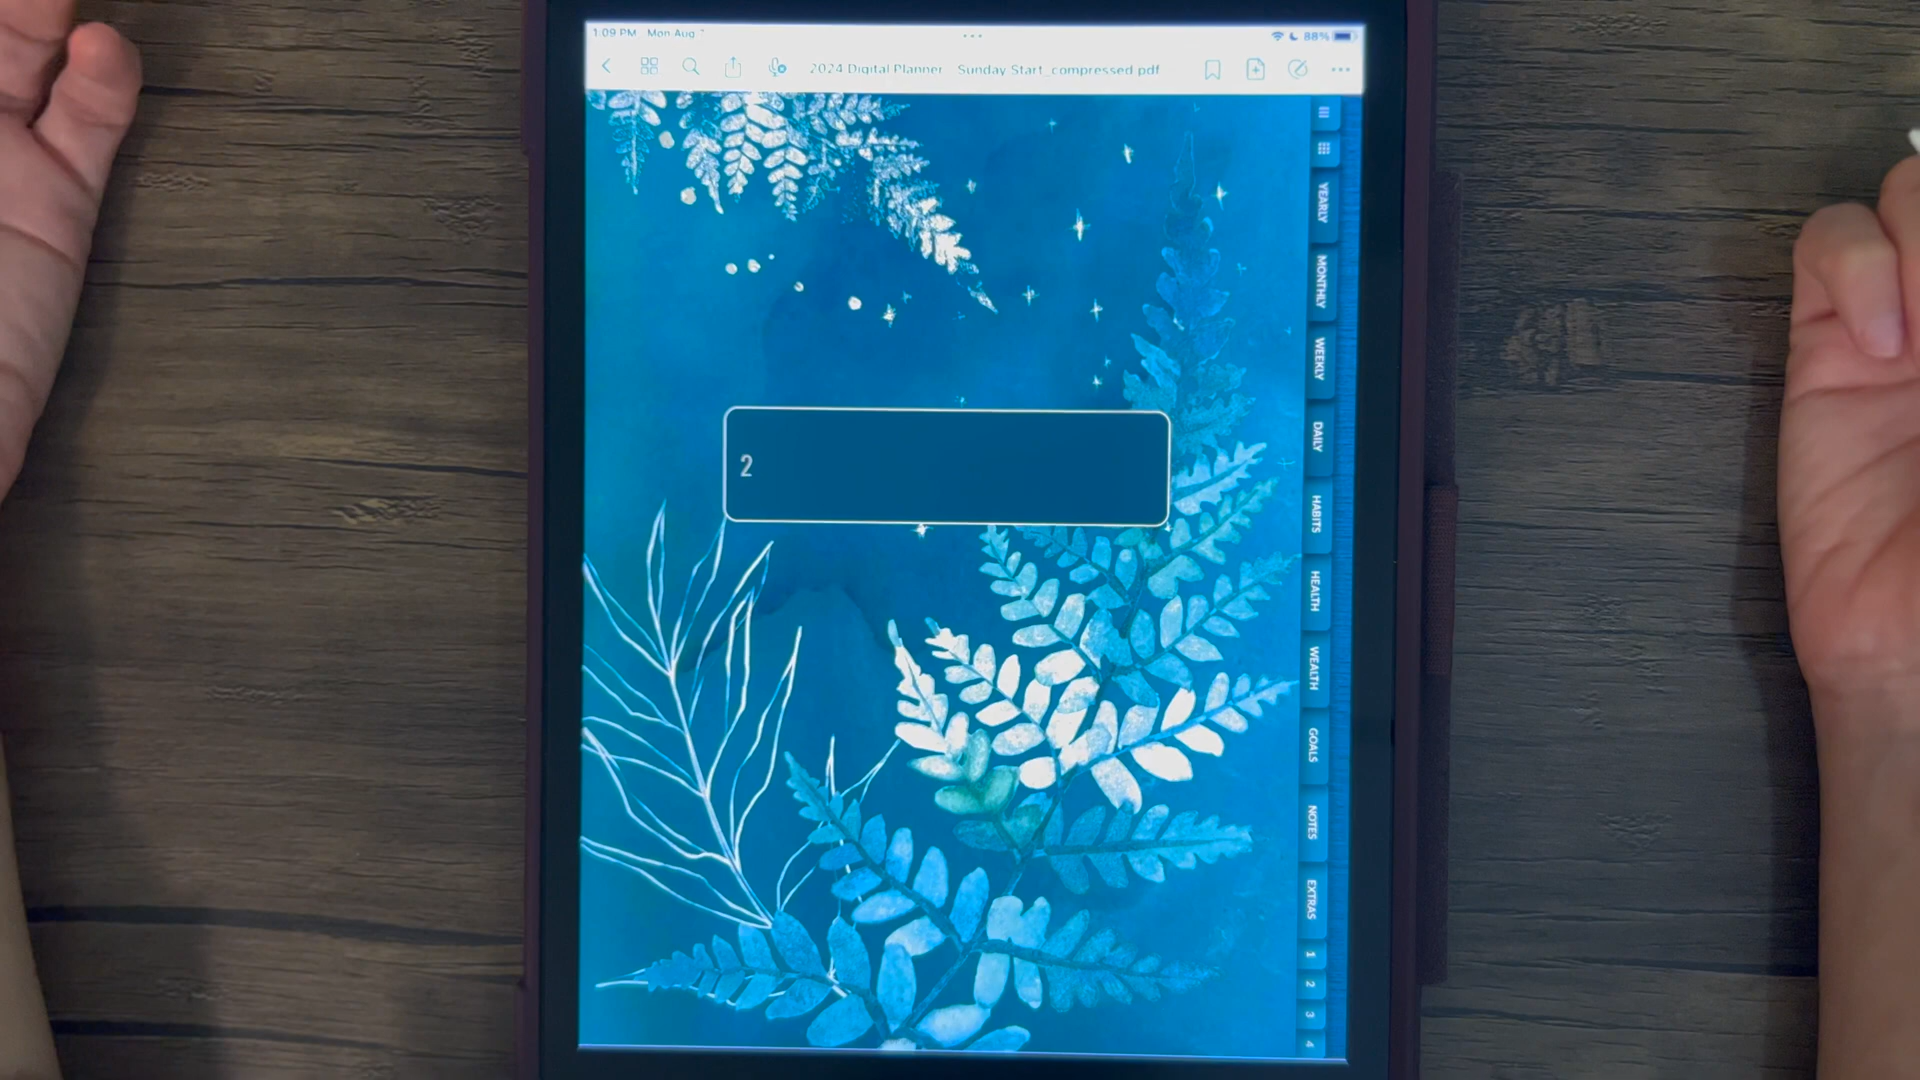 1:09 PM Mon Aug
88%
2024 Digital Planner Sunday Start_compressed.pdf
YEARLY
MONTHLY
WEEKLY
DAILY
HABITS
HEALTH
WEALTH
GOALS
NOTES
EXTRAS
1
2
3
4
2